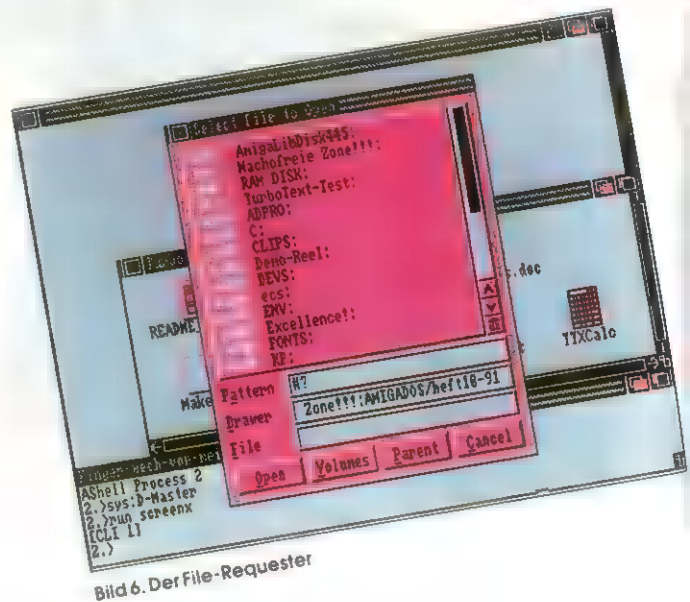 Select File to Open
AmigaLibDisk445:
Machofreie Zone!!!:
RAM DISK:
TurboText-Test:
ADPRO:
C:
CLIPS:
Demo-Reel:
DEVS:
ecs:
ENV:
Excellence!:
FONTS:
s.doc
README
TTXCalc
Make
Pattern #?
Drawer Zone!!!:AMIGADOS/heft10-91
File
Open Volumes Parent Cancel
AShell Process 2
2.>sys:D-Master
2.>run screenx
[CLI 1]
2.>
Bild 6. Der File-Requester